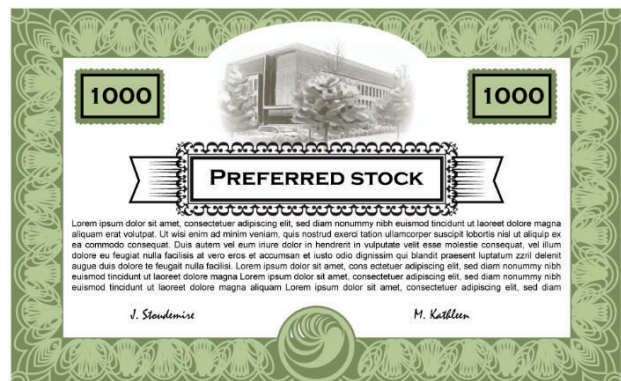 1000 1000
PREFERRED STOCK
Lorem ipsum dolor sit amet, consectetuer adipiscing elit, sed diam nonummy nibh euismod tincidunt ut laoreet dolore magna
aliquam erat volutpat. Ut wisi enim ad minim veniam, quis nostrud exerci tation ullamcorper suscipit lobortis nisl ut aliquip ex
ea commodo consequat. Duis autem vel eum iriure dolor in hendrerit in vulputate velit esse molestie consequat, vel illum
dolore eu feugiat nulla facilisis at vero eros et accumsan et iusto odio dignissim qui blandit praesent luptatum zzril delenit
augue duis dolore te feugait nulla facilisi. Lorem ipsum dolor sit amet, cons ectetuer adipiscing elit, sed diam nonummy nibh
euismod tincidunt ut laoreet dolore magna Lorem ipsum dolor sit amet, consectetuer adipiscing elit, sed diam nonummy nibh
euismod tincidunt ut laoreet dolore magna aliquam Lorem ipsum dolor sit amet, consectetuer adipiscing elit, sed diam
J. Stoudemire M. Kathleen